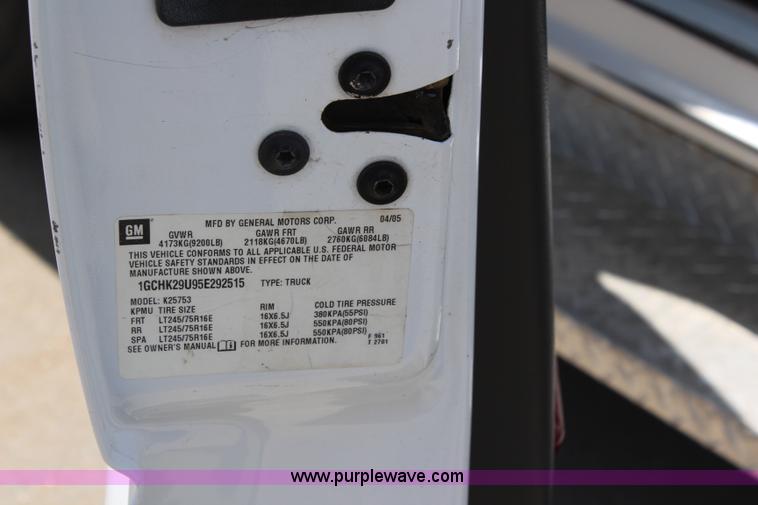 GM
MFD BY GENERAL MOTORS CORP. 04/05
GVWR GAWR FRT GAWR RR
4173KG(9200LB) 2118KG(4670LB) 2760KG(6084LB)
THIS VEHICLE CONFORMS TO ALL APPLICABLE U.S. FEDERAL MOTOR
VEHICLE SAFETY STANDARDS IN EFFECT ON THE DATE OF
MANUFACTURE SHOWN ABOVE.
1GCHK29U95E292515 TYPE: TRUCK
MODEL: K25753
KPMU TIRE SIZE RIM COLD TIRE PRESSURE
FRT LT245/75R16E 16X6.5J 380KPA(55PSI)
RR LT245/75R16E 16X6.5J 550KPA(80PSI)
SPA LT245/75R16E 16X6.5J 550KPA(80PSI)
SEE OWNER'S MANUAL FOR MORE INFORMATION.
F 961
T 2781
www.purplewave.com